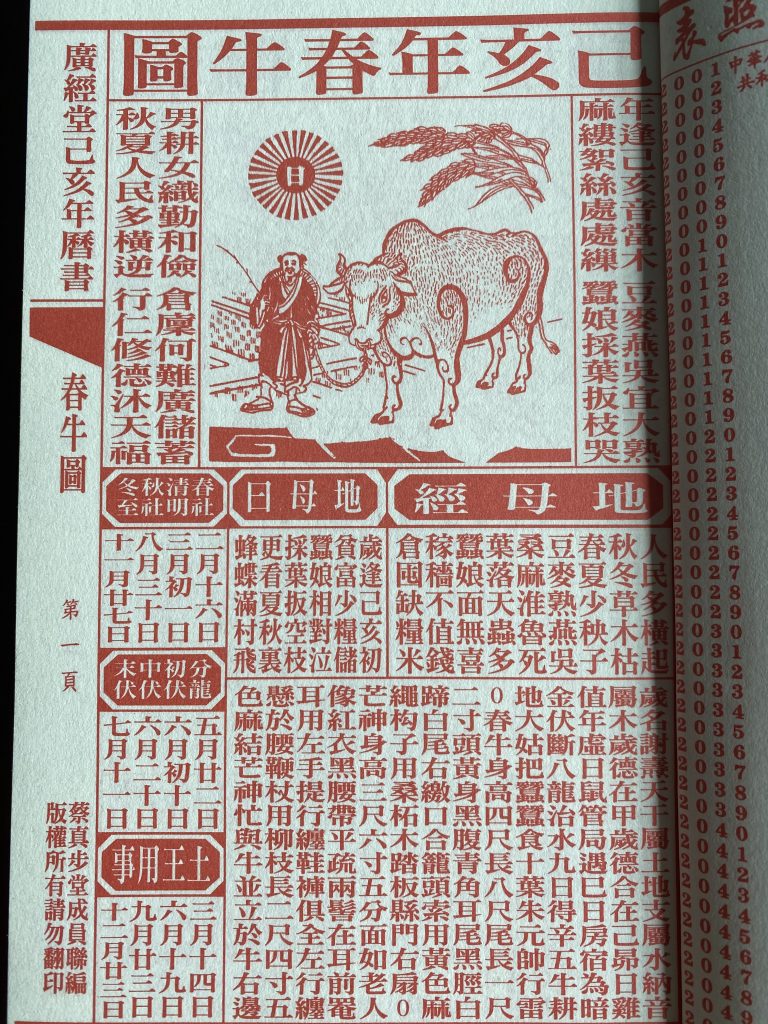 己亥年春牛圖
年逢己亥音當木 豆麥燕吳宜大熟
麻縷絮絲處處繰 蠶娘採葉扳枝哭
日
男耕女織勤和儉 倉廩何難廣儲蓄
秋夏人民多橫逆 行仁修德沐天福
地母經
人民多橫起
秋冬草木枯
春夏少秧子
豆麥熟燕吳
桑麻淮魯死
葉落天蟲多
蠶娘面無喜
稼穡不值錢
倉囤缺糧米
地母曰
歲逢己亥初
貧富少糧儲
蠶娘相對泣
採葉扳空枝
更看夏秋裏
蜂蝶滿村飛
歲名謝燾天干屬土地支屬水納音
屬木歲德在甲歲德合在己昴日雞
值年虛日鼠管局遇巳日房宿為暗
金伏斷八龍治水九日得辛五牛耕
地大姑把蠶蠶食十葉朱元帥行雷
0春牛身高四尺長八尺尾長一尺
二寸頭黃身黑腹青角耳尾黑脛白
蹄白尾右繳口合籠頭索用黃色麻
繩构子用桑柘木踏板縣門右扇0
芒神身高三尺六寸五分面如老人
像紅衣黑腰帶平疏兩髻在耳前罨
耳用左手提行纏鞋褲俱全左行纏
懸於腰鞭杖用柳枝長二尺四寸五
色麻結芒神忙與牛並立於牛右邊
春社
清明
秋社
冬至
二月十六日
三月初一日
八月三十日
十一月廿七日
分龍
初伏
中伏
末伏
五月廿二日
六月初十日
六月二十日
七月十一日
土王用事
三月十四日
六月十九日
九月廿三日
十二月廿三日
廣經堂己亥年曆書
春牛圖
第一頁
蔡真步堂成員聯編
版權所有請勿翻印
照表
中華
共和